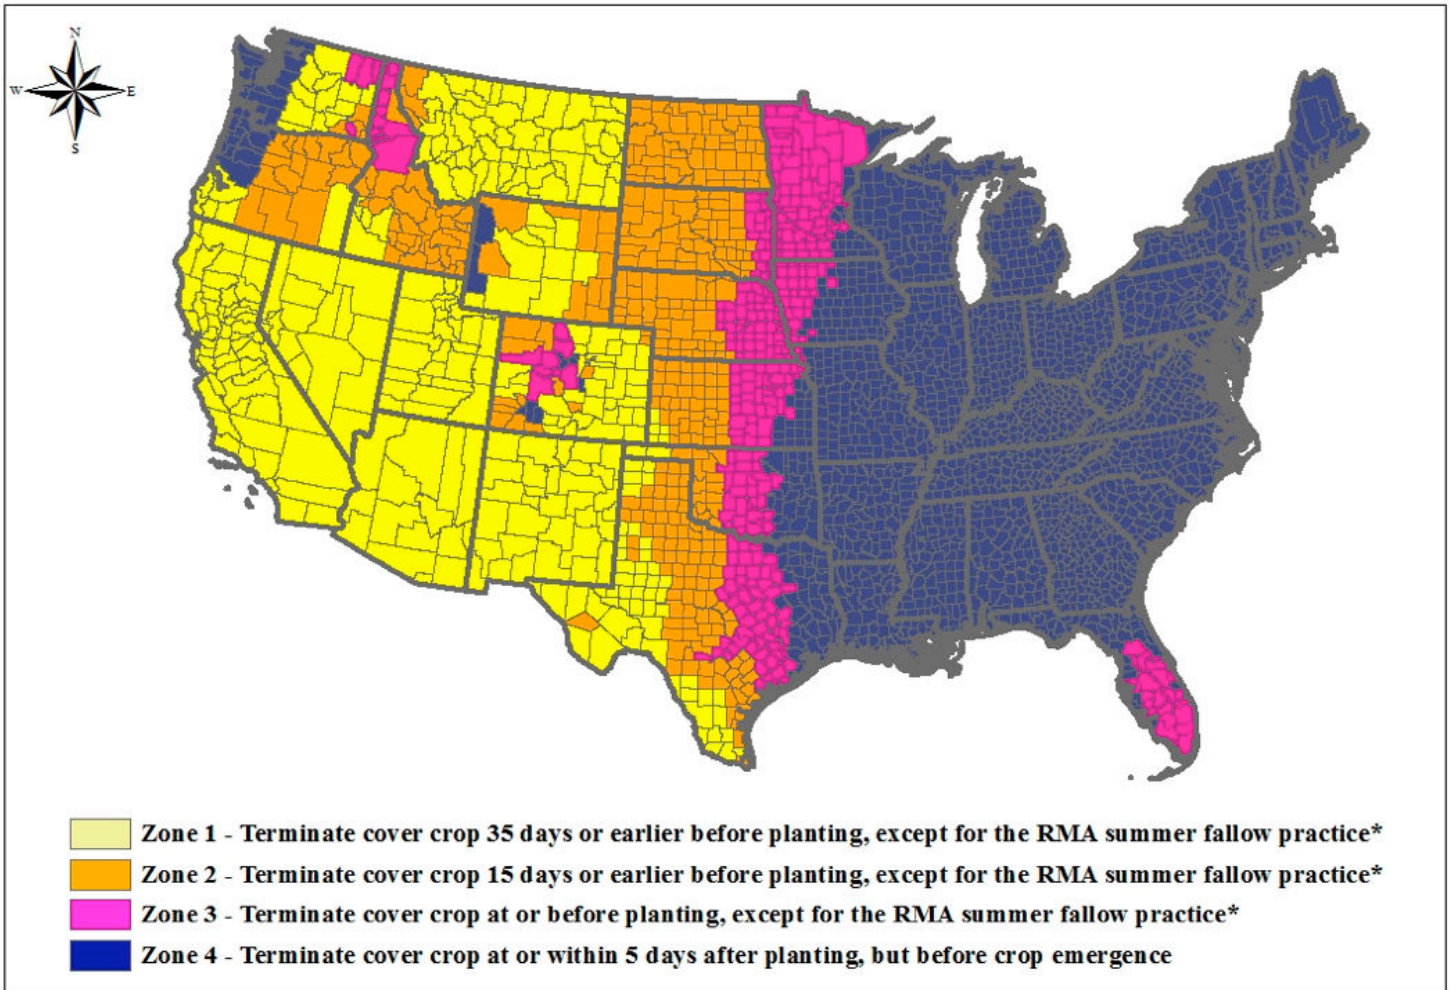 N
W
E
S
Zone 1 - Terminate cover crop 35 days or earlier before planting, except for the RMA summer fallow practice*
Zone 2 - Terminate cover crop 15 days or earlier before planting, except for the RMA summer fallow practice*
Zone 3 - Terminate cover crop at or before planting, except for the RMA summer fallow practice*
Zone 4 - Terminate cover crop at or within 5 days after planting, but before crop emergence